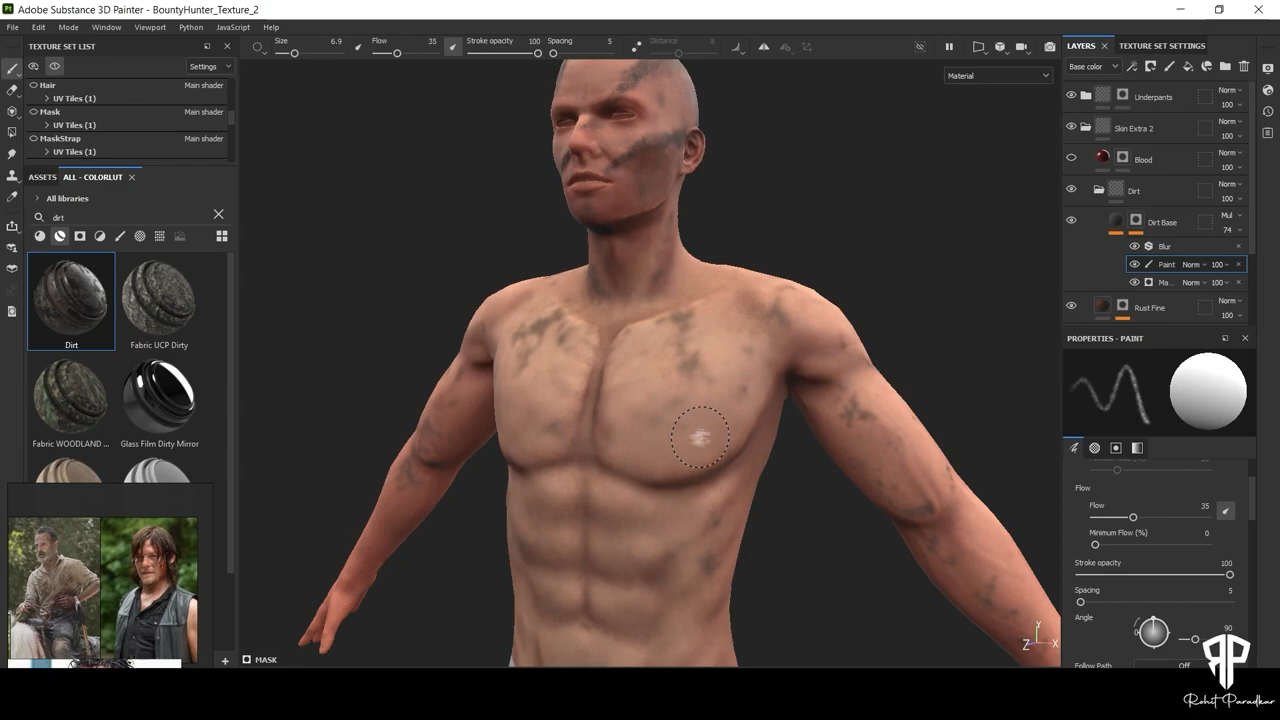 Adobe Substance 3D Painter - BountyHunter_Texture_2
File Edit Mode Window Viewport Python JavaScript Help
TEXTURE SET LIST
Size 6.9 Flow 35 Stroke opacity 100 Spacing 5 Distance 8
LAYERS TEXTURE SET SETTINGS
Settings
Base color
Material
Hair Main shader
UV Tiles (1)
Mask Main shader
UV Tiles (1)
MaskStrap Main shader
UV Tiles (1)
ASSETS ALL - COLORLUT
All libraries
dirt
Dirt
Fabric UCP Dirty
Fabric WOODLAND ...
Glass Film Dirty Mirror
MASK
Underpants Norm 100
Skin Extra 2 Norm 100
Blood Norm 100
Dirt Norm 100
Dirt Base Mul 74
Blur
Paint Norm 100
Ma... Norm 100
Rust Fine Norm 100
PROPERTIES - PAINT
Flow
Flow 35
Minimum Flow (%) 0
Stroke opacity 100
Spacing 5
Angle
90
Follow Path Off
Y
Z X
Rohit Paradkar